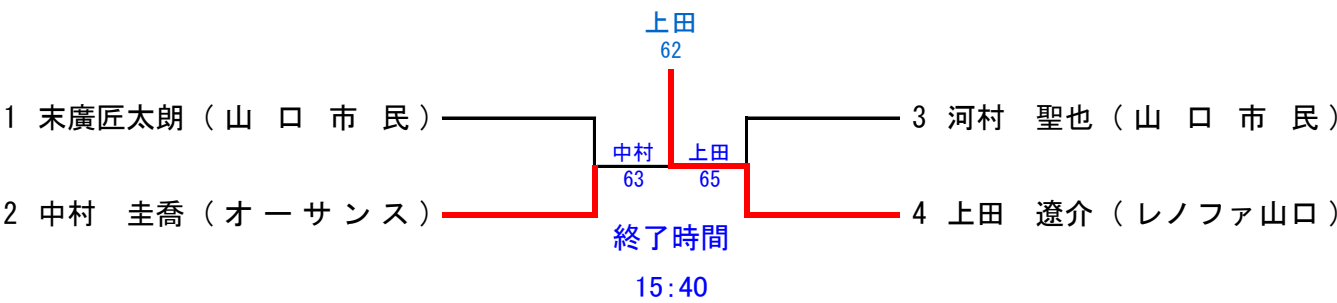 上田
62
1 末廣匠太朗（山 口 市 民） 3 河村 聖也（山 口 市 民）
中村 上田
63 65
2 中村 圭喬（オーサンス） 4 上田 遼介（レノファ山口）
終了時間
15:40